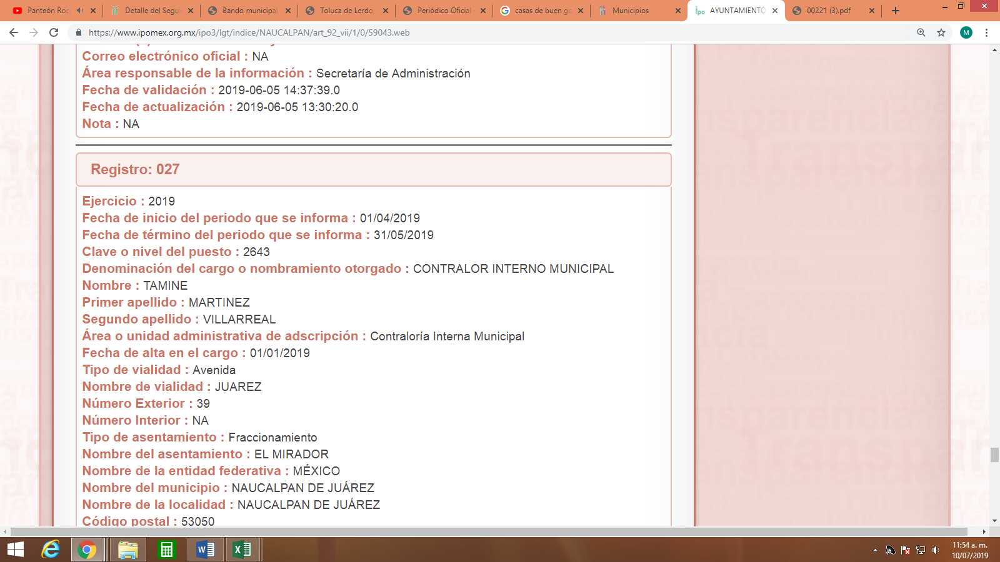 Panteón Roc
Detalle del Segui
Bando municipal
Toluca de Lerdo,
Periódico Oficial
casas de buen go
Municipios
AYUNTAMIENTO
00221 (3).pdf
https://www.ipomex.org.mx/ipo3/lgt/indice/NAUCALPAN/art_92_vii/1/0/59043.web
M
Correo electrónico oficial : NA
Área responsable de la información : Secretaría de Administración
Fecha de validación : 2019-06-05 14:37:39.0
Fecha de actualización : 2019-06-05 13:30:20.0
Nota : NA
Registro: 027
Ejercicio : 2019
Fecha de inicio del periodo que se informa : 01/04/2019
Fecha de término del periodo que se informa : 31/05/2019
Clave o nivel del puesto : 2643
Denominación del cargo o nombramiento otorgado : CONTRALOR INTERNO MUNICIPAL
Nombre : TAMINE
Primer apellido : MARTINEZ
Segundo apellido : VILLARREAL
Área o unidad administrativa de adscripción : Contraloría Interna Municipal
Fecha de alta en el cargo : 01/01/2019
Tipo de vialidad : Avenida
Nombre de vialidad : JUAREZ
Número Exterior : 39
Número Interior : NA
Tipo de asentamiento : Fraccionamiento
Nombre del asentamiento : EL MIRADOR
Nombre de la entidad federativa : MÉXICO
Nombre del municipio : NAUCALPAN DE JUÁREZ
Nombre de la localidad : NAUCALPAN DE JUÁREZ
Código postal : 53050
11:54 a. m.
10/07/2019